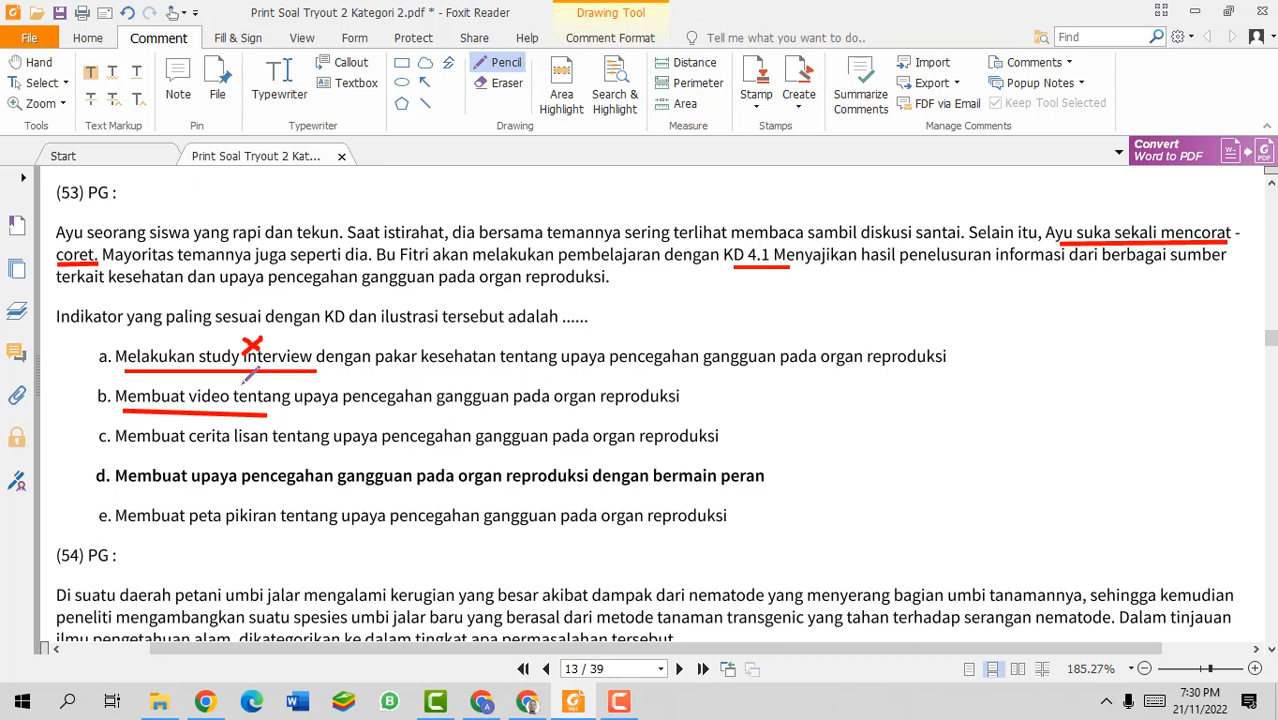 Print Soal Tryout 2 Kategori 2.pdf * - Foxit Reader
Drawing Tool
File Home Comment Fill & Sign View Form Protect Share Help Comment Format Tell me what you want to do... Find
Hand
Select
Zoom
Tools
Text Markup
Note
File
Pin
Typewriter
Callout
Textbox
Typewriter
Pencil
Eraser
Drawing
Area Highlight
Search & Highlight
Distance
Perimeter
Area
Measure
Stamp
Create
Stamps
Summarize Comments
Import
Export
FDF via Email
Comments
Popup Notes
Keep Tool Selected
Manage Comments
Start
Print Soal Tryout 2 Kat...
Convert
Word to PDF
(53) PG :
Ayu seorang siswa yang rapi dan tekun. Saat istirahat, dia bersama temannya sering terlihat membaca sambil diskusi santai. Selain itu, Ayu suka sekali mencorat -
coret. Mayoritas temannya juga seperti dia. Bu Fitri akan melakukan pembelajaran dengan KD 4.1 Menyajikan hasil penelusuran informasi dari berbagai sumber
terkait kesehatan dan upaya pencegahan gangguan pada organ reproduksi.
Indikator yang paling sesuai dengan KD dan ilustrasi tersebut adalah ......
a. Melakukan study interview dengan pakar kesehatan tentang upaya pencegahan gangguan pada organ reproduksi
b. Membuat video tentang upaya pencegahan gangguan pada organ reproduksi
c. Membuat cerita lisan tentang upaya pencegahan gangguan pada organ reproduksi
d. Membuat upaya pencegahan gangguan pada organ reproduksi dengan bermain peran
e. Membuat peta pikiran tentang upaya pencegahan gangguan pada organ reproduksi
(54) PG :
Di suatu daerah petani umbi jalar mengalami kerugian yang besar akibat dampak dari nematode yang menyerang bagian umbi tanamannya, sehingga kemudian
peneliti mengambangkan suatu spesies umbi jalar baru yang berasal dari metode tanaman transgenic yang tahan terhadap serangan nematode. Dalam tinjauan
ilmu pengetahuan alam, dikategorikan ke dalam tingkat apa permasalahan tersebut
13 / 39
185.27%
7:30 PM
21/11/2022